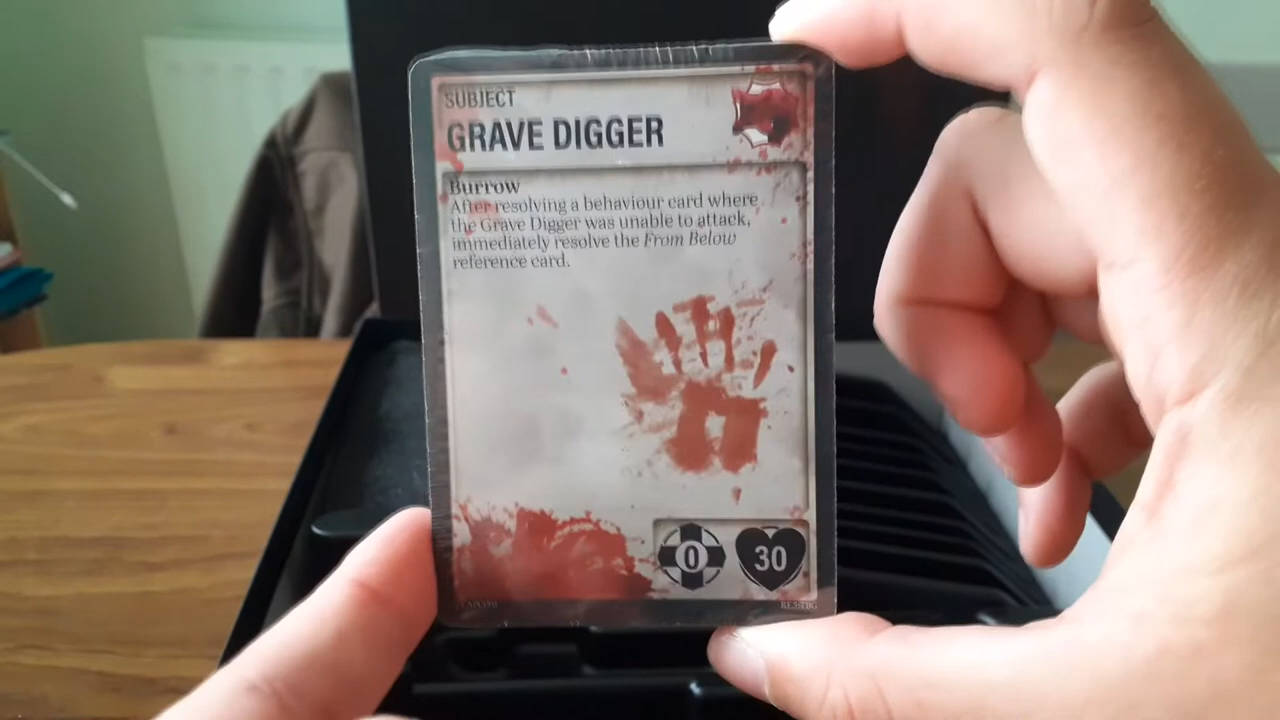 SUBJECT
GRAVE DIGGER
Burrow
After resolving a behaviour card where
the Grave Digger was unable to attack,
immediately resolve the From Below
reference card.
0
30